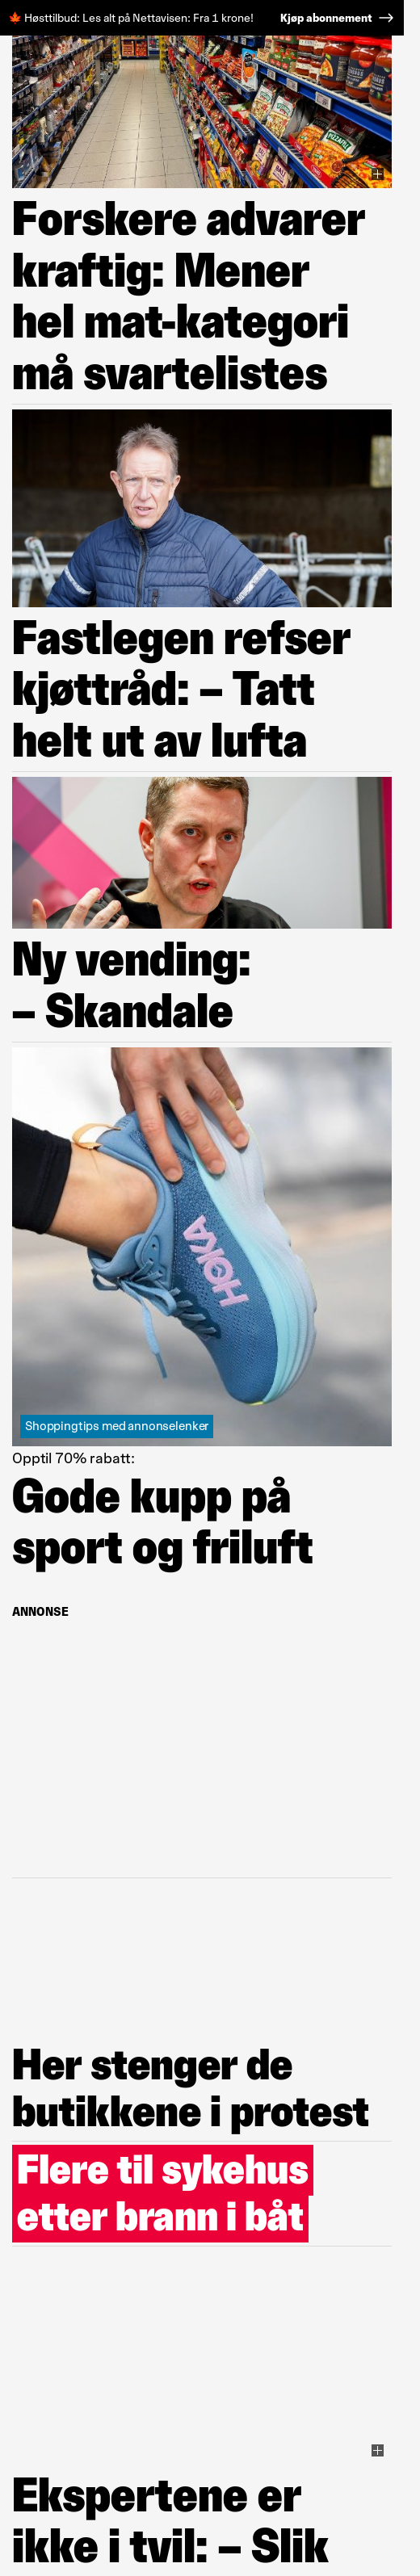 🍁 Høsttilbud: Les alt på Nettavisen: Fra 1 krone! Kjøp abonnement →
Forskere advarer
kraftig: Mener
hel mat-kategori
må svartelistes
Fastlegen refser
kjøttråd: – Tatt
helt ut av lufta
Ny vending:
– Skandale
HOKA
Shoppingtips med annonselenker
Opptil 70% rabatt:
Gode kupp på
sport og friluft
ANNONSE
Her stenger de
butikkene i protest
Flere til sykehus
etter brann i båt
Ekspertene er
ikke i tvil: – Slik